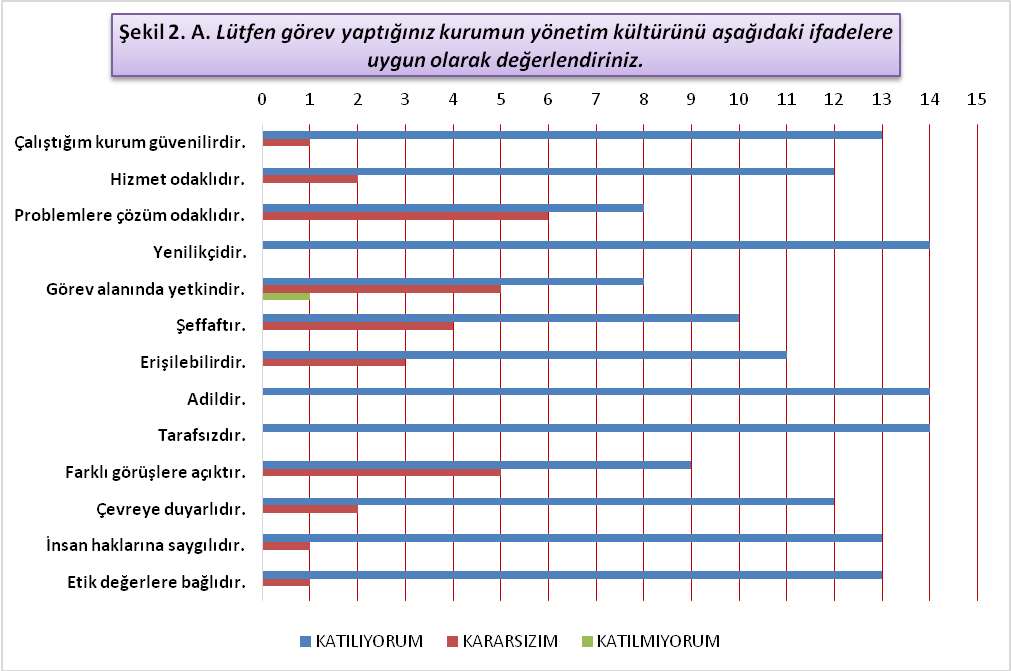 Şekil 2. A. Lütfen görev yaptığınız kurumun yönetim kültürünü aşağıdaki ifadelere
uygun olarak değerlendiriniz.
0 1 2 3 4 5 6 7 8 9 10 11 12 13 14 15
Çalıştığım kurum güvenilirdir.
Hizmet odaklıdır.
Problemlere çözüm odaklıdır.
Yenilikçidir.
Görev alanında yetkindir.
Şeffaftır.
Erişilebilirdir.
Adildir.
Tarafsızdır.
Farklı görüşlere açıktır.
Çevreye duyarlıdır.
İnsan haklarına saygılıdır.
Etik değerlere bağlıdır.
KATILIYORUM KARARSIZIM KATILMIYORUM